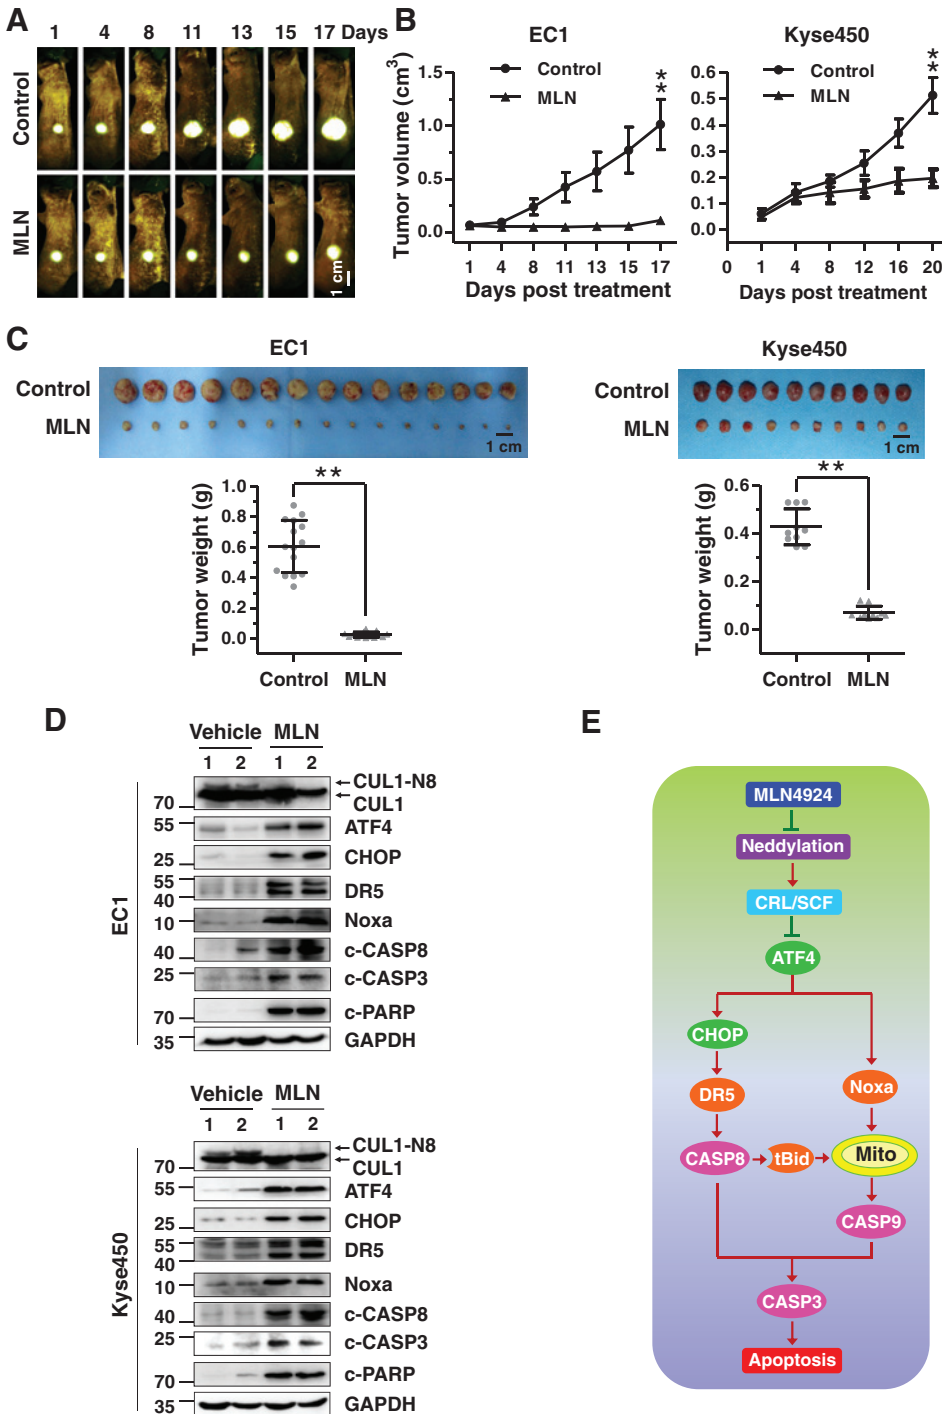 A
1 4 8 11 13 15 17 Days
Control
MLN
1 cm
B
EC1
Tumor volume (cm3)
1.5
1.0
0.5
0.0
Control
MLN
**
1 4 8 11 13 15 17
Days post treatment
Kyse450
0.6
0.5
0.4
0.3
0.2
0.1
0.0
Control
MLN
**
0 1 4 8 12 16 20
Days post treatment
C
EC1
Control
MLN
1 cm
Kyse450
Control
MLN
1 cm
Tumor weight (g)
1.0
0.8
0.6
0.4
0.2
0.0
**
Control MLN
Tumor weight (g)
0.6
0.4
0.2
0.0
**
Control MLN
D
EC1
Vehicle MLN
1 2 1 2
CUL1-N8
70 CUL1
55 ATF4
25 CHOP
55
40 DR5
10 Noxa
40 c-CASP8
25 c-CASP3
70 c-PARP
35 GAPDH
Kyse450
Vehicle MLN
1 2 1 2
CUL1-N8
70 CUL1
55 ATF4
25 CHOP
55
40 DR5
10 Noxa
40 c-CASP8
25 c-CASP3
70 c-PARP
35 GAPDH
E
MLN4924
Neddylation
CRL/SCF
ATF4
CHOP
DR5 Noxa
CASP8 tBid Mito
CASP9
CASP3
Apoptosis